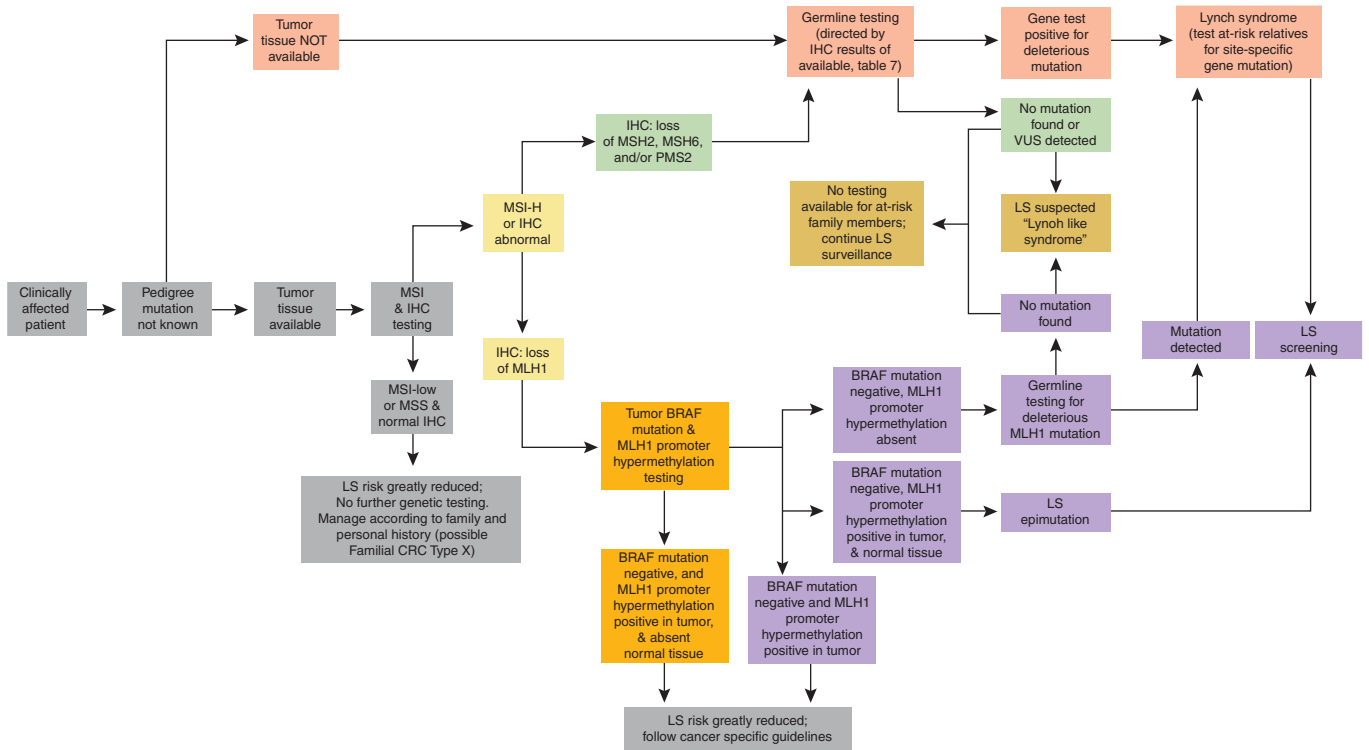 Tumor
tissue NOT
available
Germline testing
(directed by
IHC results of
available, table 7)
Gene test
positive for
deleterious
mutation
Lynch syndrome
(test at-risk relatives
for site-specific
gene mutation)
IHC: loss
of MSH2, MSH6,
and/or PMS2
No mutation
found or
VUS detected
MSI-H
or IHC
abnormal
No testing
available for at-risk
family members;
continue LS
surveillance
LS suspected
“Lynoh like
syndrome”
Clinically
affected
patient
Pedigree
mutation
not known
Tumor
tissue
available
MSI
& IHC
testing
No mutation
found
Mutation
detected
LS
screening
IHC: loss
of MLH1
MSI-low
or MSS &
normal IHC
Tumor BRAF
mutation &
MLH1 promoter
hypermethylation
testing
BRAF mutation
negative, MLH1
promoter
hypermethylation
absent
Germline
testing for
deleterious
MLH1 mutation
LS risk greatly reduced;
No further genetic testing.
Manage according to family and
personal history (possible
Familial CRC Type X)
BRAF mutation
negative, MLH1
promoter
hypermethylation
positive in tumor,
& normal tissue
LS
epimutation
BRAF mutation
negative, and
MLH1 promoter
hypermethylation
positive in tumor,
& absent
normal tissue
BRAF mutation
negative and MLH1
promoter
hypermethylation
positive in tumor
LS risk greatly reduced;
follow cancer specific guidelines